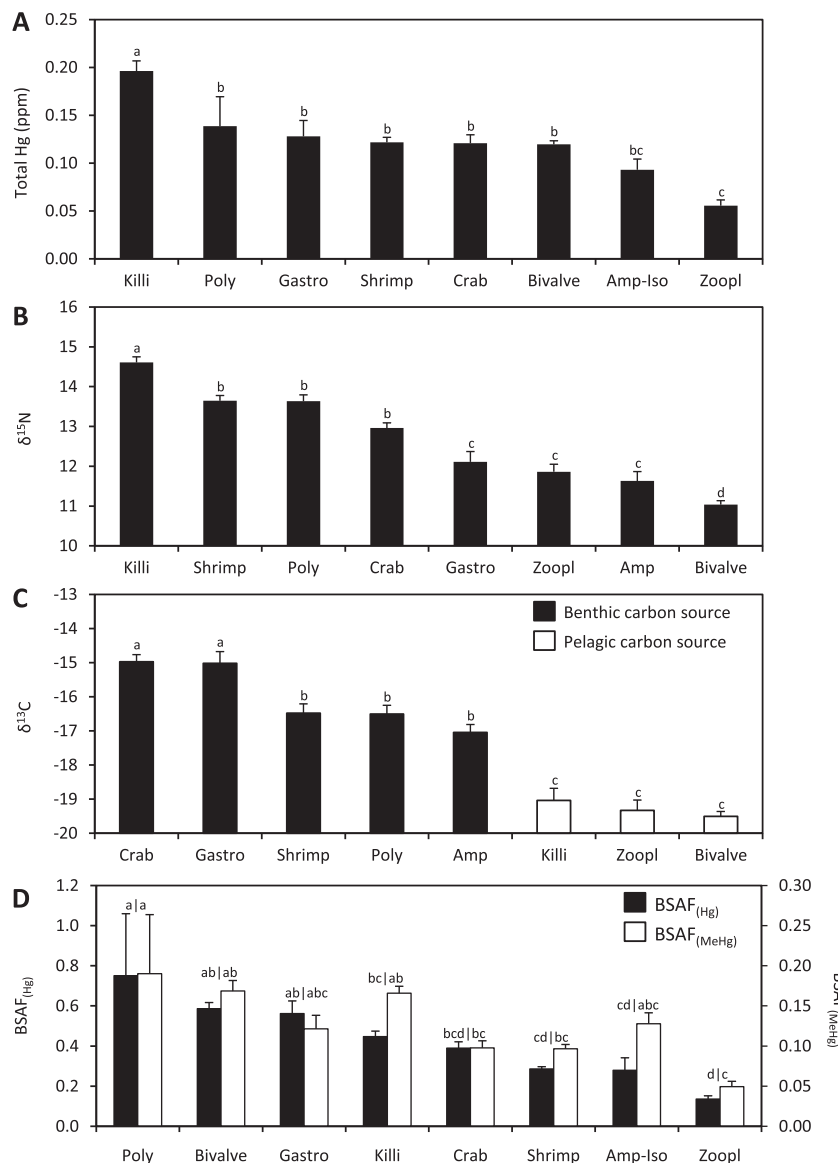 A
Total Hg (ppm)
0.25
0.20
0.15
0.10
0.05
0.00
a
b
b
b
b
b
bc
c
Killi Poly Gastro Shrimp Crab Bivalve Amp-Iso Zoopl
B
δ15N
16
15
14
13
12
11
10
a
b
b
b
c
c
c
d
Killi Shrimp Poly Crab Gastro Zoopl Amp Bivalve
C
δ13C
-13
-14
-15
-16
-17
-18
-19
-20
Benthic carbon source
Pelagic carbon source
a
a
b
b
b
c
c
c
Crab Gastro Shrimp Poly Amp Killi Zoopl Bivalve
D
BSAF(Hg)
1.2
1.0
0.8
0.6
0.4
0.2
0.0
BSAF(Hg)
BSAF(MeHg)
a|a
ab|ab
ab|abc
bc|ab
bcd|bc
cd|bc
cd|abc
d|c
0.30
0.25
0.20
0.15
0.10
0.05
0.00
BSAF(MeHg)
Poly Bivalve Gastro Killi Crab Shrimp Amp-Iso Zoopl